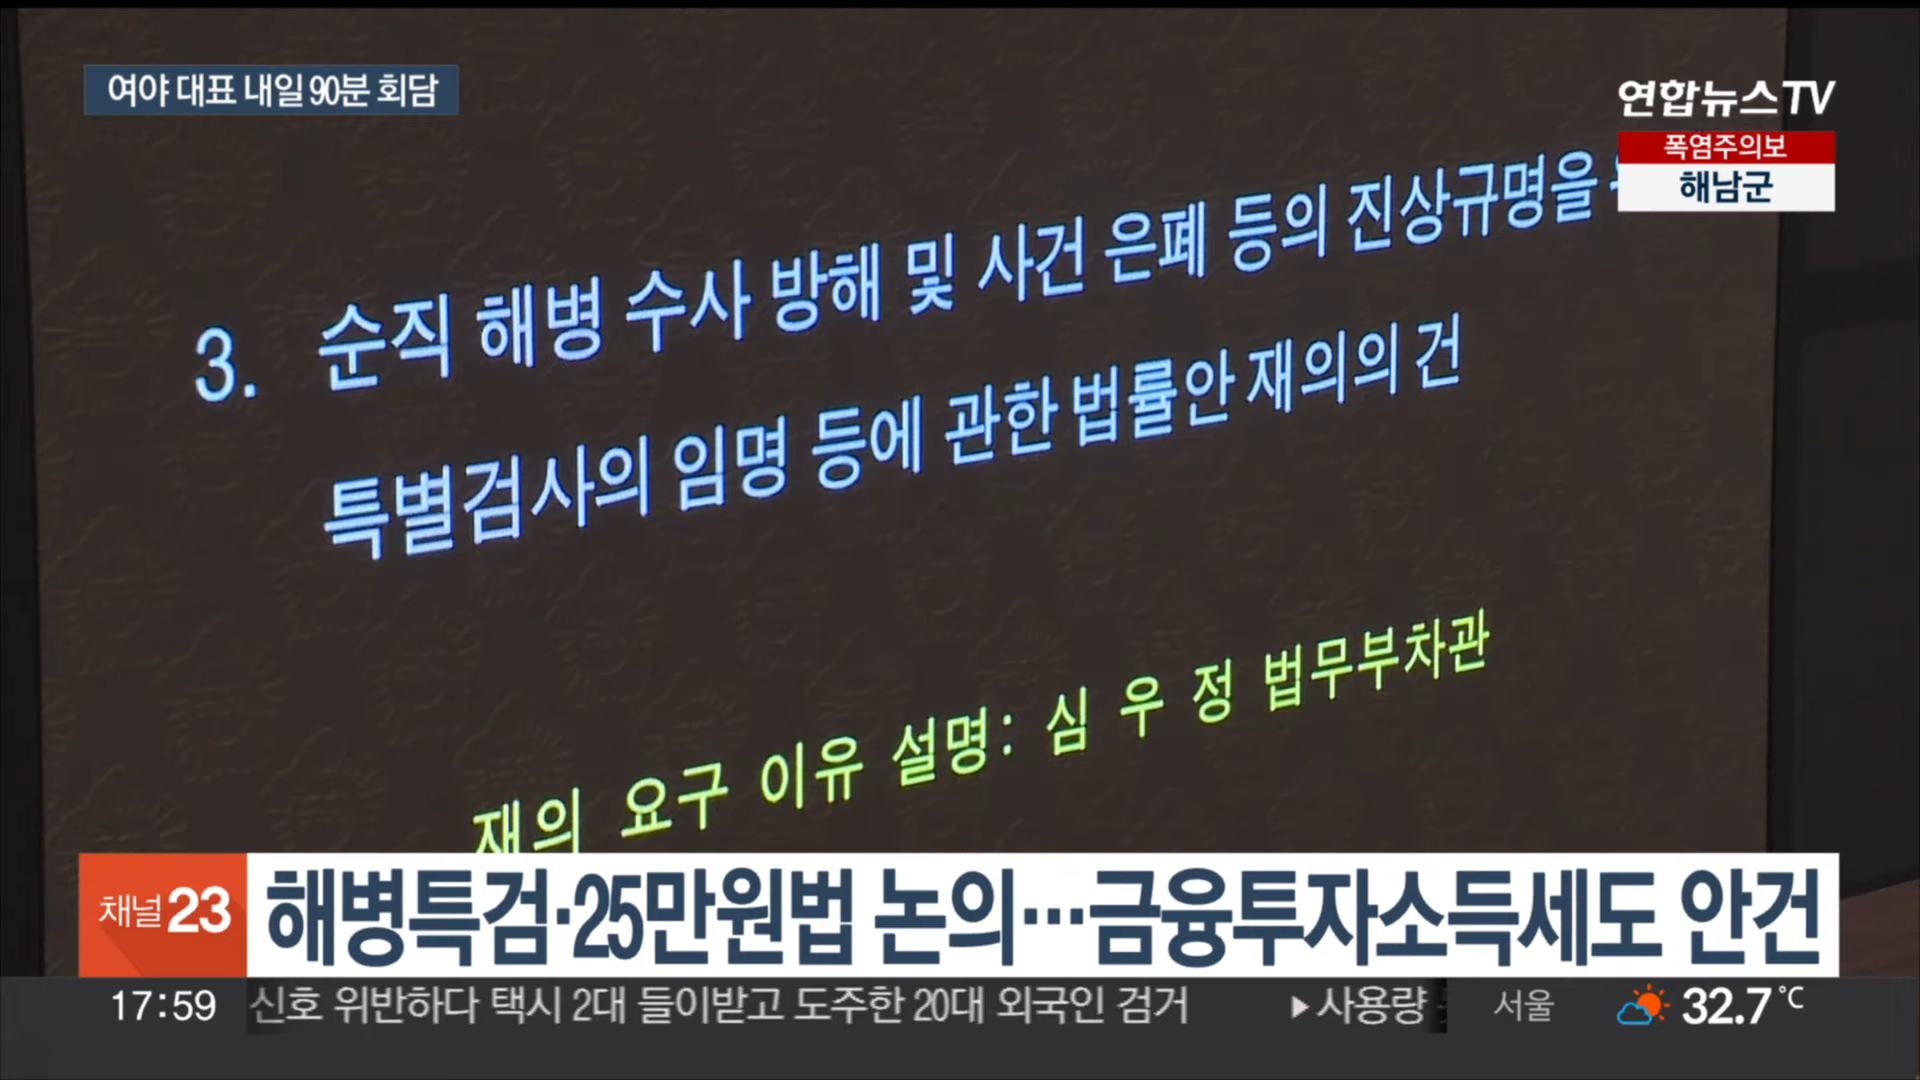 여야 대표 내일 90분 회담
연합뉴스TV
폭염주의보
해남군
3. 순직 해병 수사 방해 및 사건 은폐 등의 진상규명을
특별검사의 임명 등에 관한 법률안 재의의 건
재의 요구 이유 설명: 심 우 정 법무부차관
채널 23
해병특검·25만원법 논의…금융투자소득세도 안건
17:59 신호 위반하다 택시 2대 들이받고 도주한 20대 외국인 검거 ▶사용량 서울 32.7℃